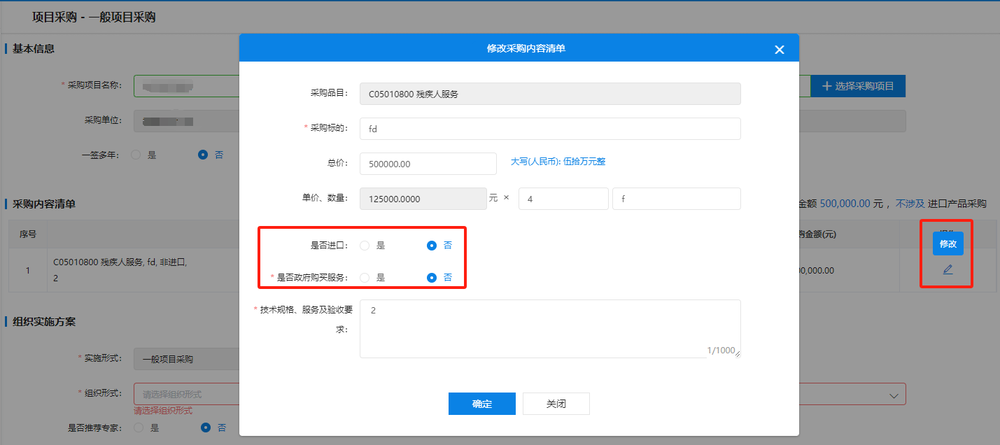 项目采购 - 一般项目采购
基本信息
* 采购项目名称:
+ 选择采购项目
采购单位:
一签多年: 是 否
采购内容清单
金额 500,000.00 元 , 不涉及 进口产品采购
序号
购金额(元)
1
C05010800 残疾人服务, fd, 非进口,
2
00,000.00
修改
组织实施方案
* 实施形式: 一般项目采购
* 组织形式: 请选择组织形式
请选择组织形式
是否推荐专家: 是 否
修改采购内容清单
采购品目: C05010800 残疾人服务
* 采购标的: fd
总价: 500000.00 大写(人民币): 伍拾万元整
单价、数量: 125000.0000 元 × 4 f
是否进口: 是 否
* 是否政府购买服务: 是 否
* 技术规格、服务及验收要
求:
2
1/1000
确定 关闭